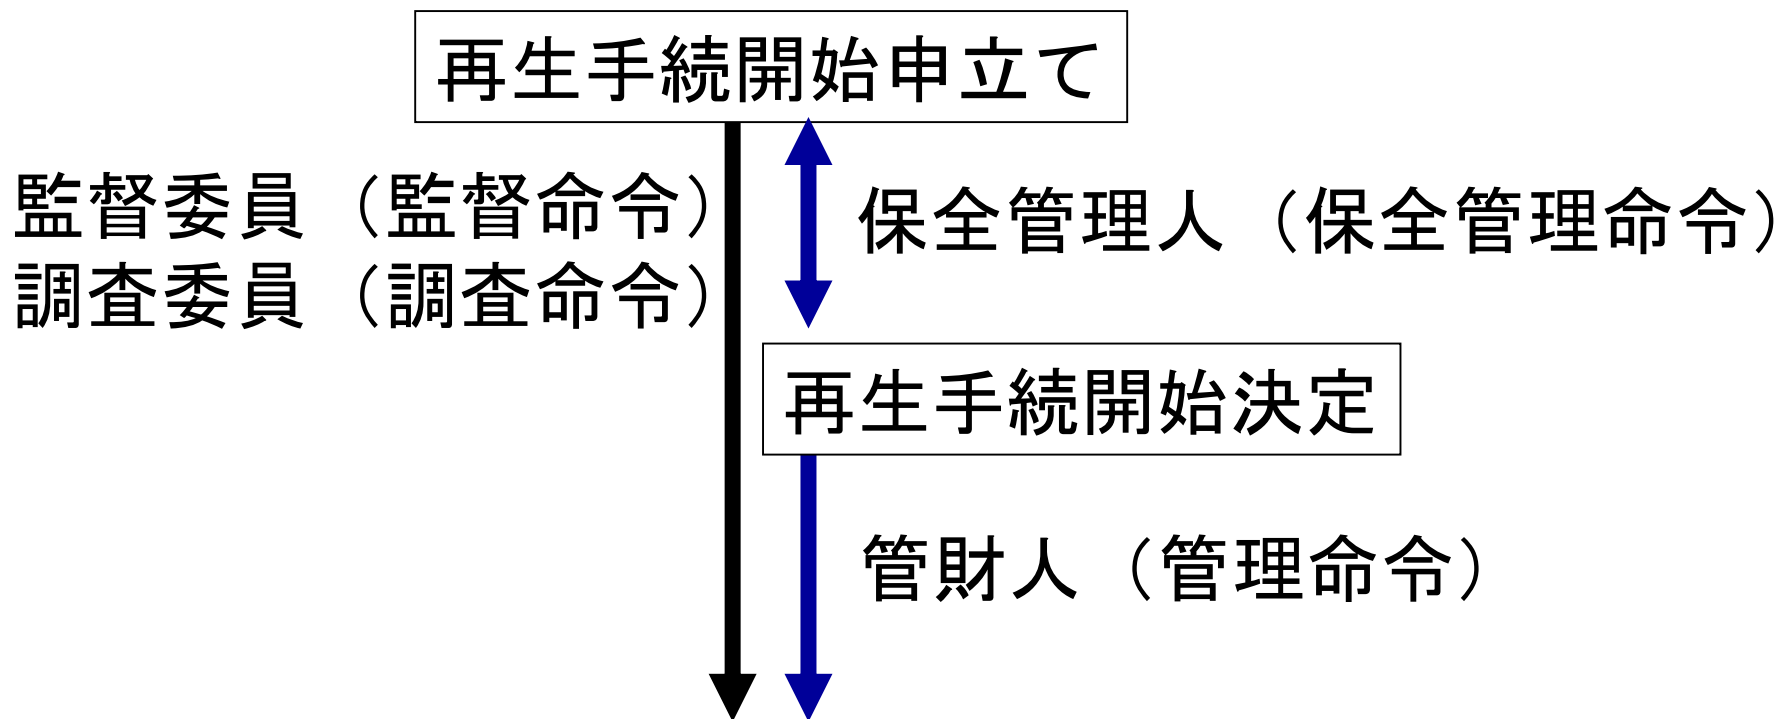 再生手続開始申立て
監督委員（監督命令）
調査委員（調査命令）
保全管理人（保全管理命令）
再生手続開始決定
管財人（管理命令）